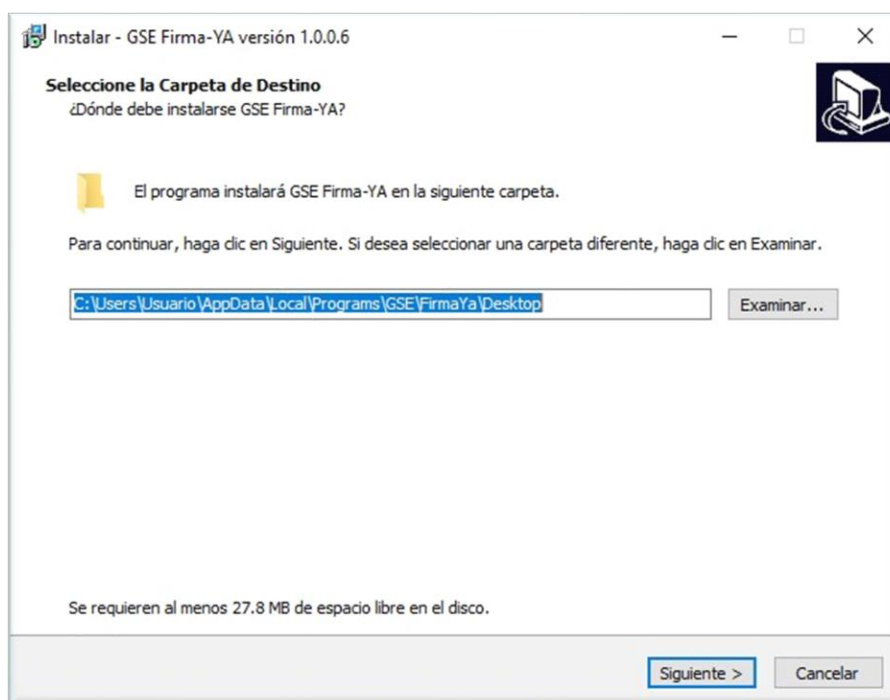 Instalar - GSE Firma-YA versión 1.0.0.6
Seleccione la Carpeta de Destino
¿Dónde debe instalarse GSE Firma-YA?
El programa instalará GSE Firma-YA en la siguiente carpeta.
Para continuar, haga clic en Siguiente. Si desea seleccionar una carpeta diferente, haga clic en Examinar.
C:\Users\Usuario\AppData\Local\Programs\GSE\FirmaYa\Desktop
Examinar...
Se requieren al menos 27.8 MB de espacio libre en el disco.
Siguiente >
Cancelar